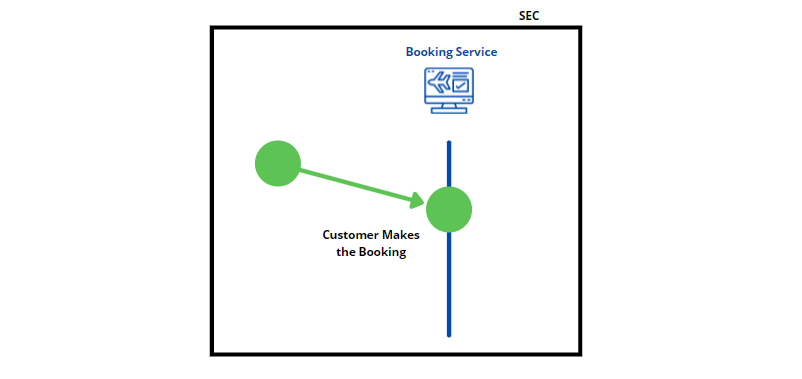 SEC
Booking Service
Customer Makes
the Booking